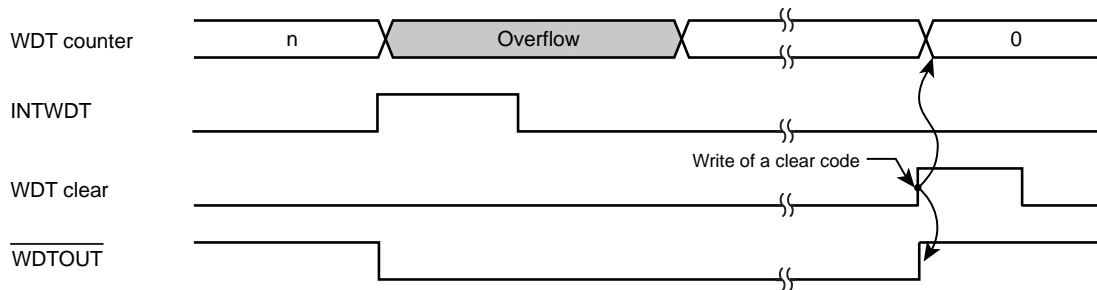 WDT counter
n
Overflow
0
INTWDT
Write of a clear code
WDT clear
WDTOUT